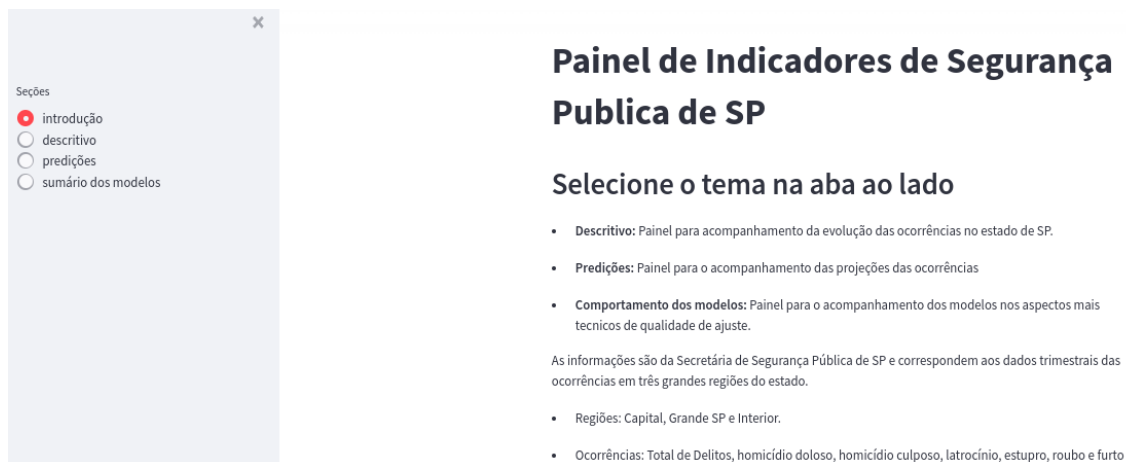 ×
Seções
introdução
descritivo
predições
sumário dos modelos
Painel de Indicadores de Segurança
Publica de SP
Selecione o tema na aba ao lado
• Descritivo: Painel para acompanhamento da evolução das ocorrências no estado de SP.
• Predições: Painel para o acompanhamento das projeções das ocorrências
• Comportamento dos modelos: Painel para o acompanhamento dos modelos nos aspectos mais
tecnicos de qualidade de ajuste.
As informações são da Secretária de Segurança Pública de SP e correspondem aos dados trimestrais das
ocorrências em três grandes regiões do estado.
• Regiões: Capital, Grande SP e Interior.
• Ocorrências: Total de Delitos, homicídio doloso, homicídio culposo, latrocínio, estupro, roubo e furto